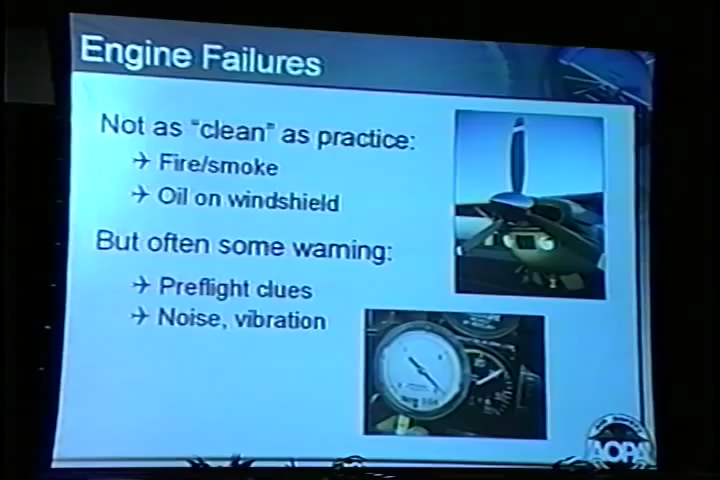 Engine Failures
Not as “clean” as practice:
Fire/smoke
Oil on windshield
But often some warning:
Preflight clues
Noise, vibration
AOPA